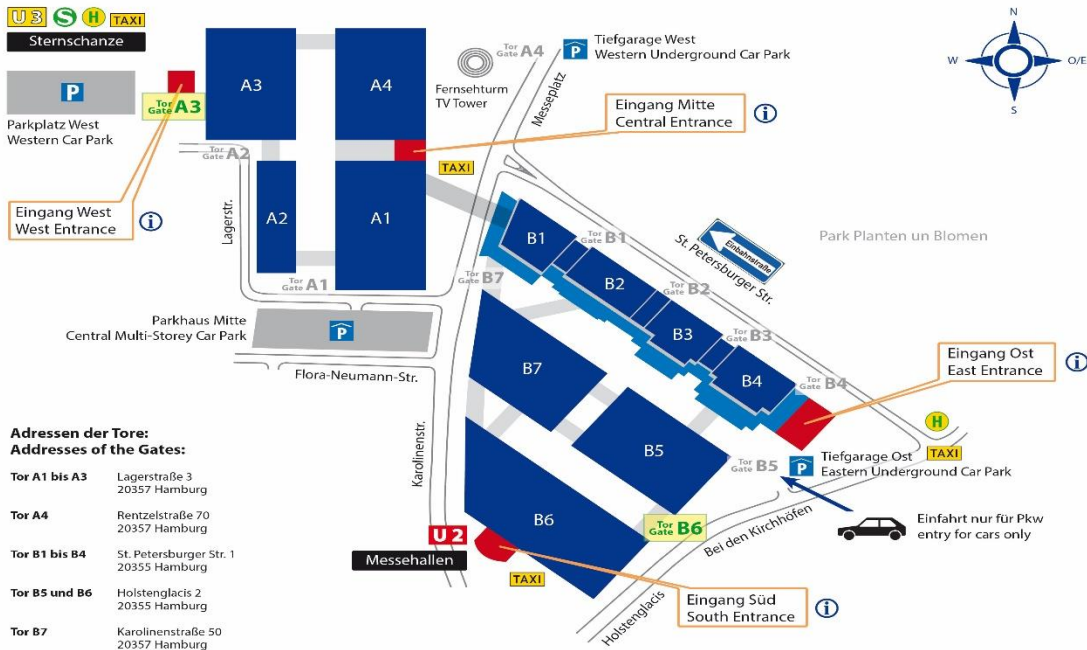 U3 S H TAXI
Sternschanze
P
Parkplatz West
Western Car Park
Tor
Gate A3
Eingang West
West Entrance
i
A3
A4
Tor
Gate A2
A2
A1
Lagerstr.
Tor
Gate A1
Fernsehturm
TV Tower
Tor
Gate A4
P
Tiefgarage West
Western Underground Car Park
Messeplatz
Eingang Mitte
Central Entrance
i
TAXI
N
W
O/E
S
B1
Tor
Gate B1
B2
Tor
Gate B2
B3
Tor
Gate B3
B4
Tor
Gate B4
Einbahnstraße
St. Petersburger Str.
Park Planten un Blomen
Tor
Gate B7
Parkhaus Mitte
Central Multi-Storey Car Park
P
Flora-Neumann-Str.
Karolinenstr.
B7
B5
B6
Eingang Ost
East Entrance
i
H
TAXI
Tor
Gate B5
P
Tiefgarage Ost
Eastern Underground Car Park
Einfahrt nur für Pkw
entry for cars only
Tor
Gate B6
Bei den Kirchhöfen
Holstenglacis
U2
Messehallen
TAXI
Eingang Süd
South Entrance
i
Adressen der Tore:
Addresses of the Gates:
Tor A1 bis A3 Lagerstraße 3
20357 Hamburg
Tor A4 Rentzelstraße 70
20357 Hamburg
Tor B1 bis B4 St. Petersburger Str. 1
20355 Hamburg
Tor B5 und B6 Holstenglacis 2
20355 Hamburg
Tor B7 Karolinenstraße 50
20357 Hamburg